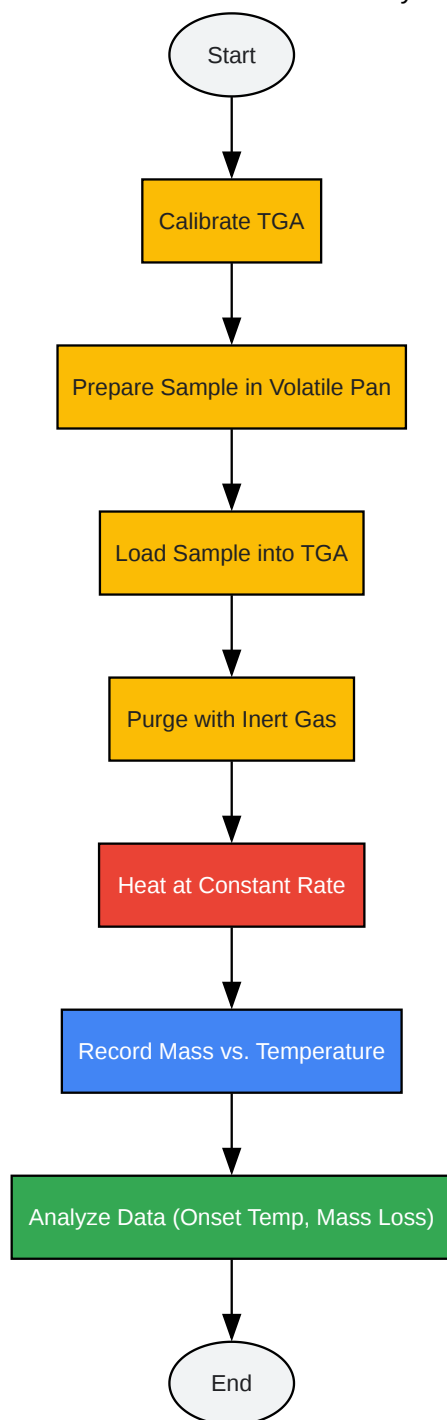 Start
Calibrate TGA
Prepare Sample in Volatile Pan
Load Sample into TGA
Purge with Inert Gas
Heat at Constant Rate
Record Mass vs. Temperature
Analyze Data (Onset Temp, Mass Loss)
End